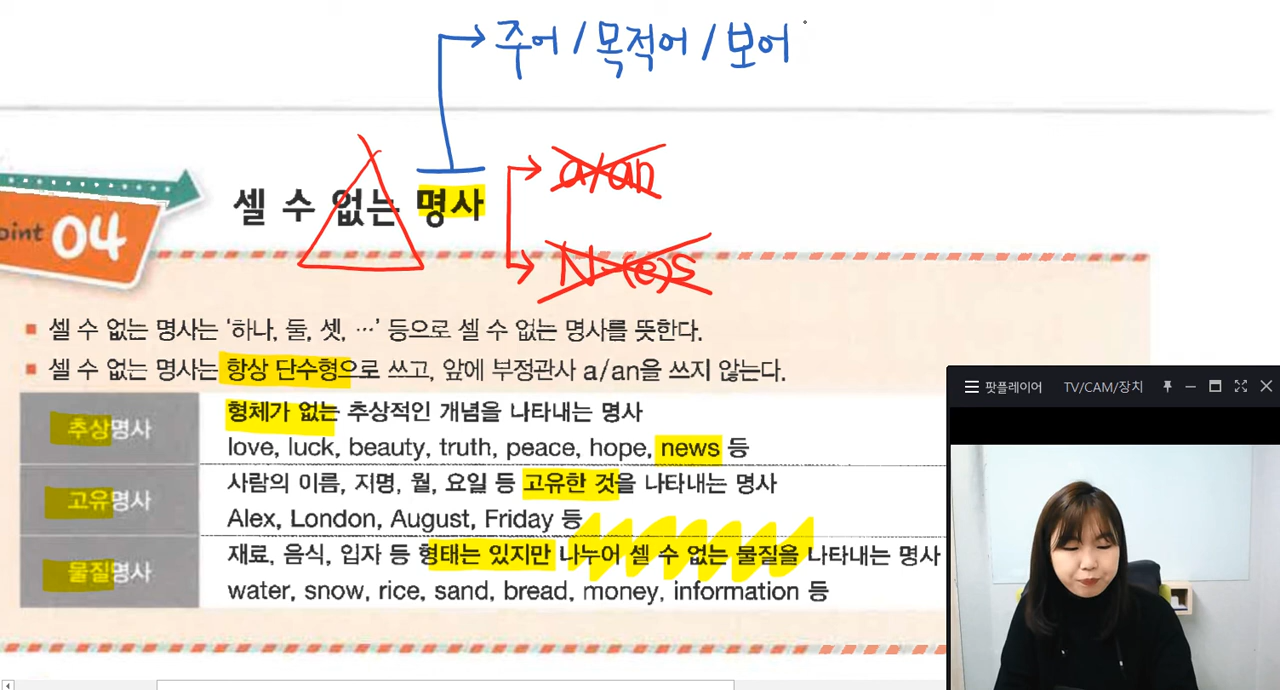 주어 / 목적어 / 보어
a/an
N-(e)s
oint 04
셀 수 없는 명사
셀 수 없는 명사는 ‘하나, 둘, 셋, …’ 등으로 셀 수 없는 명사를 뜻한다.
셀 수 없는 명사는 항상 단수형으로 쓰고, 앞에 부정관사 a/an을 쓰지 않는다.
추상명사
형체가 없는 추상적인 개념을 나타내는 명사
love, luck, beauty, truth, peace, hope, news 등
고유명사
사람의 이름, 지명, 월, 요일 등 고유한 것을 나타내는 명사
Alex, London, August, Friday 등
물질명사
재료, 음식, 입자 등 형태는 있지만 나누어 셀 수 없는 물질을 나타내는 명사
water, snow, rice, sand, bread, money, information 등
팟플레이어 TV/CAM/장치